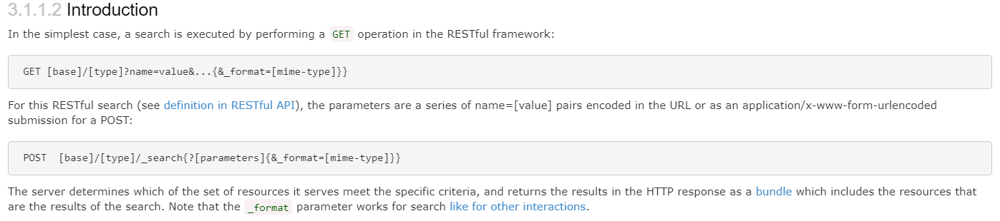 3.1.1.2 Introduction
In the simplest case, a search is executed by performing a GET operation in the RESTful framework:
GET [base]/[type]?name=value&...{&_format=[mime-type]}}
For this RESTful search (see definition in RESTful API), the parameters are a series of name=[value] pairs encoded in the URL or as an application/x-www-form-urlencoded
submission for a POST:
POST  [base]/[type]/_search{?[parameters]{&_format=[mime-type]}}
The server determines which of the set of resources it serves meet the specific criteria, and returns the results in the HTTP response as a bundle which includes the resources that
are the results of the search. Note that the _format parameter works for search like for other interactions.